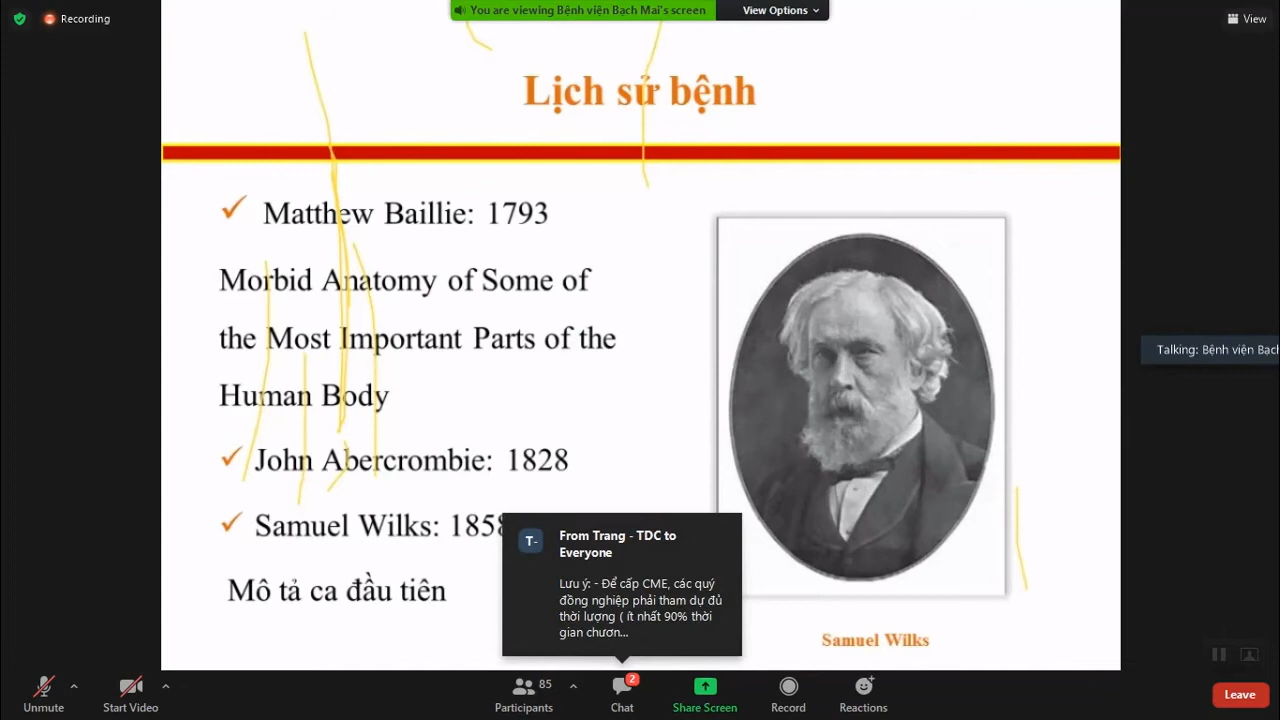 Recording
You are viewing Bệnh viện Bạch Mai's screen
View Options
View
Lịch sử bệnh
Matthew Baillie: 1793
Morbid Anatomy of Some of
the Most Important Parts of the
Human Body
John Abercrombie: 1828
Samuel Wilks: 1858
Mô tả ca đầu tiên
Samuel Wilks
Talking: Bệnh viện Bạch
T-
From Trang - TDC to
Everyone
Lưu ý: - Để cấp CME, các quý
đồng nghiệp phải tham dự đủ
thời lượng ( ít nhất 90% thời
gian chươn...
Unmute
Start Video
85
Participants
2
Chat
Share Screen
Record
Reactions
Leave